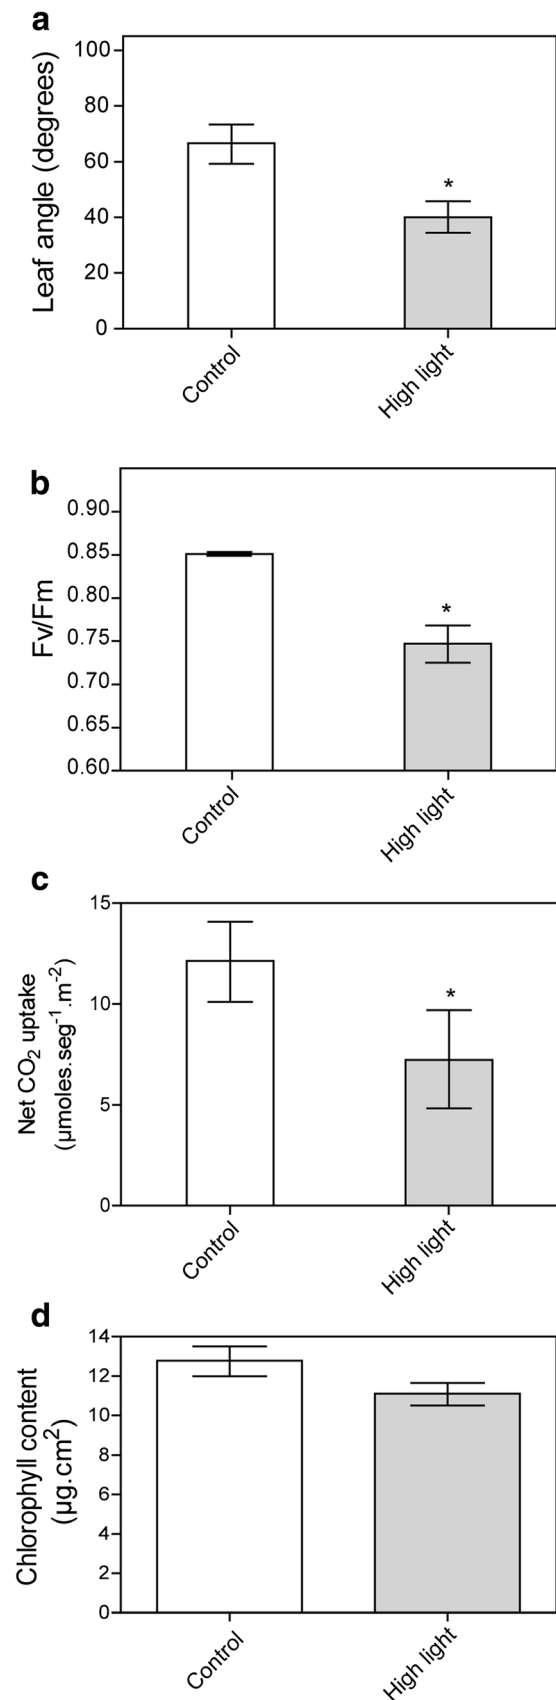 a
Leaf angle (degrees)
100
80
60
40
20
0
*
Control
High light
b
Fv/Fm
0.90
0.85
0.80
0.75
0.70
0.65
0.60
*
Control
High light
c
Net CO₂ uptake
(µmoles.seg⁻¹.m⁻²)
15
10
5
0
*
Control
High light
d
Chlorophyll content
(µg.cm²)
14
12
10
8
6
4
2
0
Control
High light